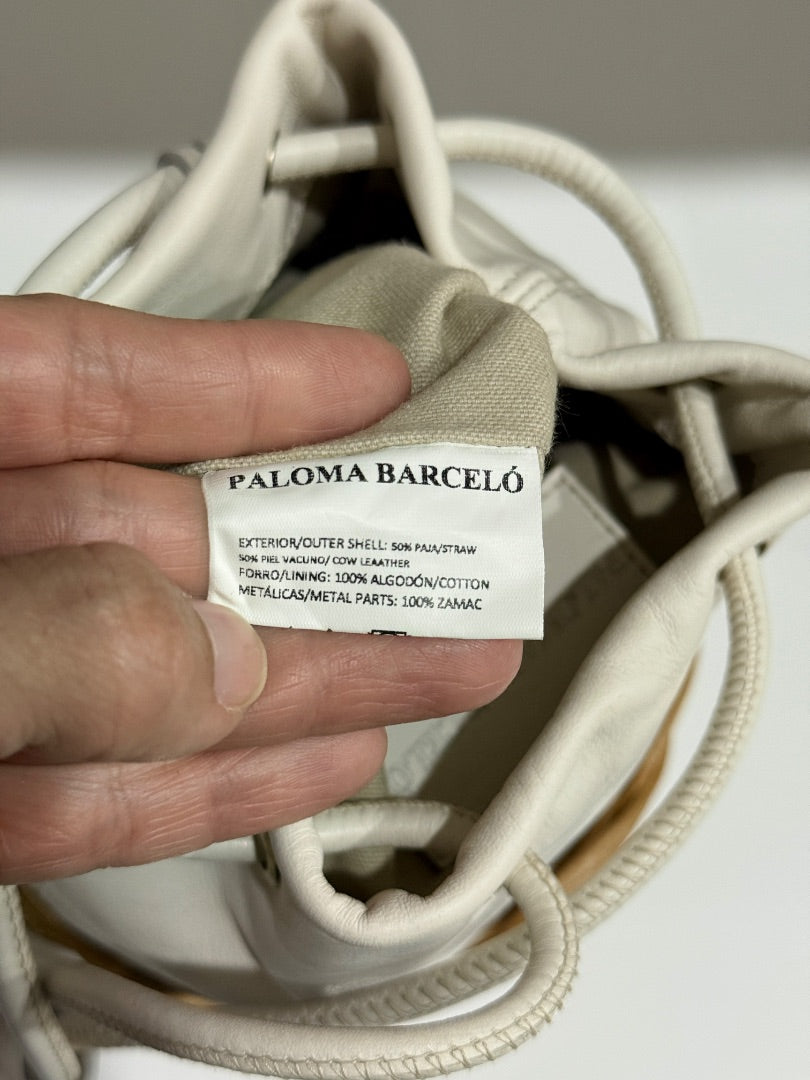 PALOMA BARCELÓ
EXTERIOR/OUTER SHELL: 50% PAJA/STRAW
50% PIEL VACUNO/ COW LEAATHER
FORRO/LINING: 100% ALGODÓN/COTTON
METÁLICAS/METAL PARTS: 100% ZAMAC